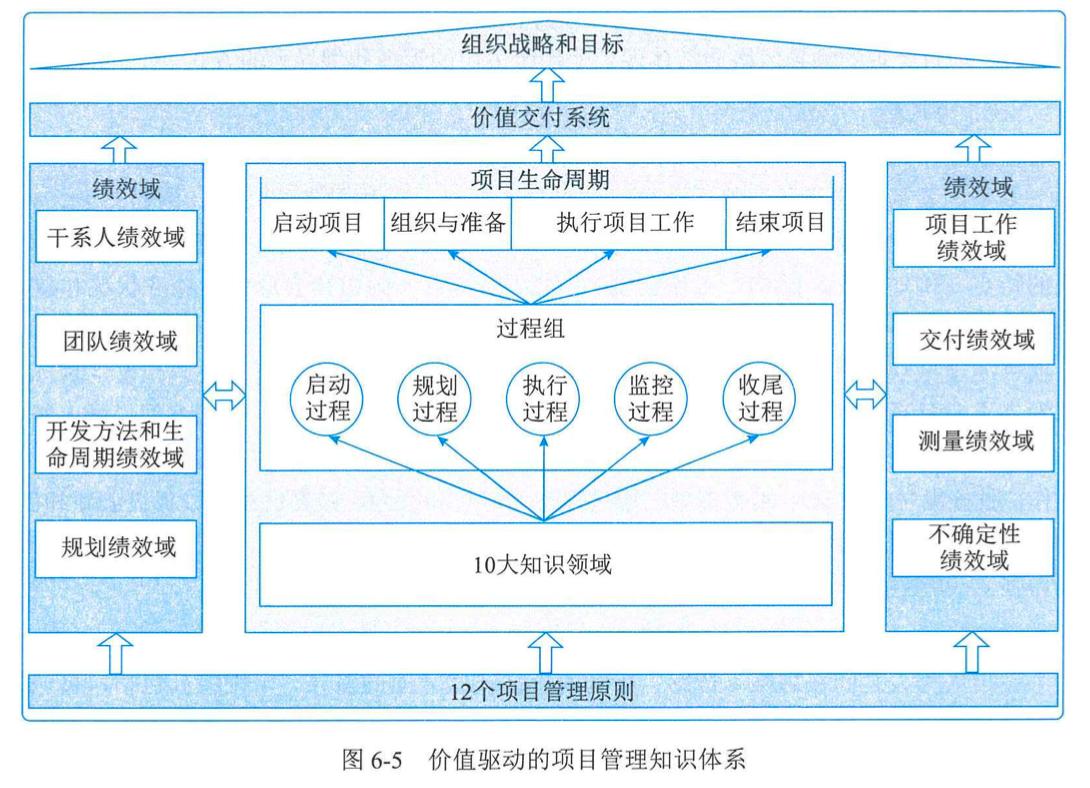 组织战略和目标
价值交付系统
绩效域
干系人绩效域
团队绩效域
开发方法和生
命周期绩效域
规划绩效域
项目生命周期
启动项目
组织与准备
执行项目工作
结束项目
过程组
启动
过程
规划
过程
执行
过程
监控
过程
收尾
过程
10大知识领域
绩效域
项目工作
绩效域
交付绩效域
测量绩效域
不确定性
绩效域
12个项目管理原则
图 6-5 价值驱动的项目管理知识体系